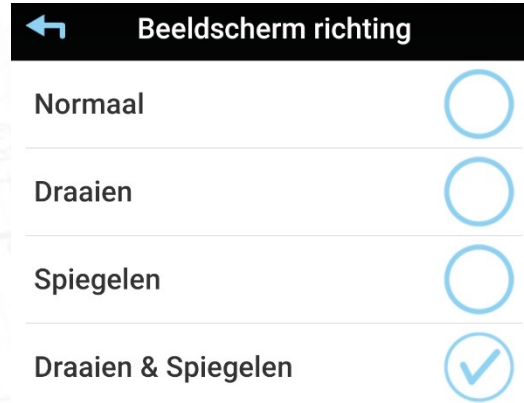 Beeldscherm richting
Normaal
Draaien
Spiegelen
Draaien & Spiegelen